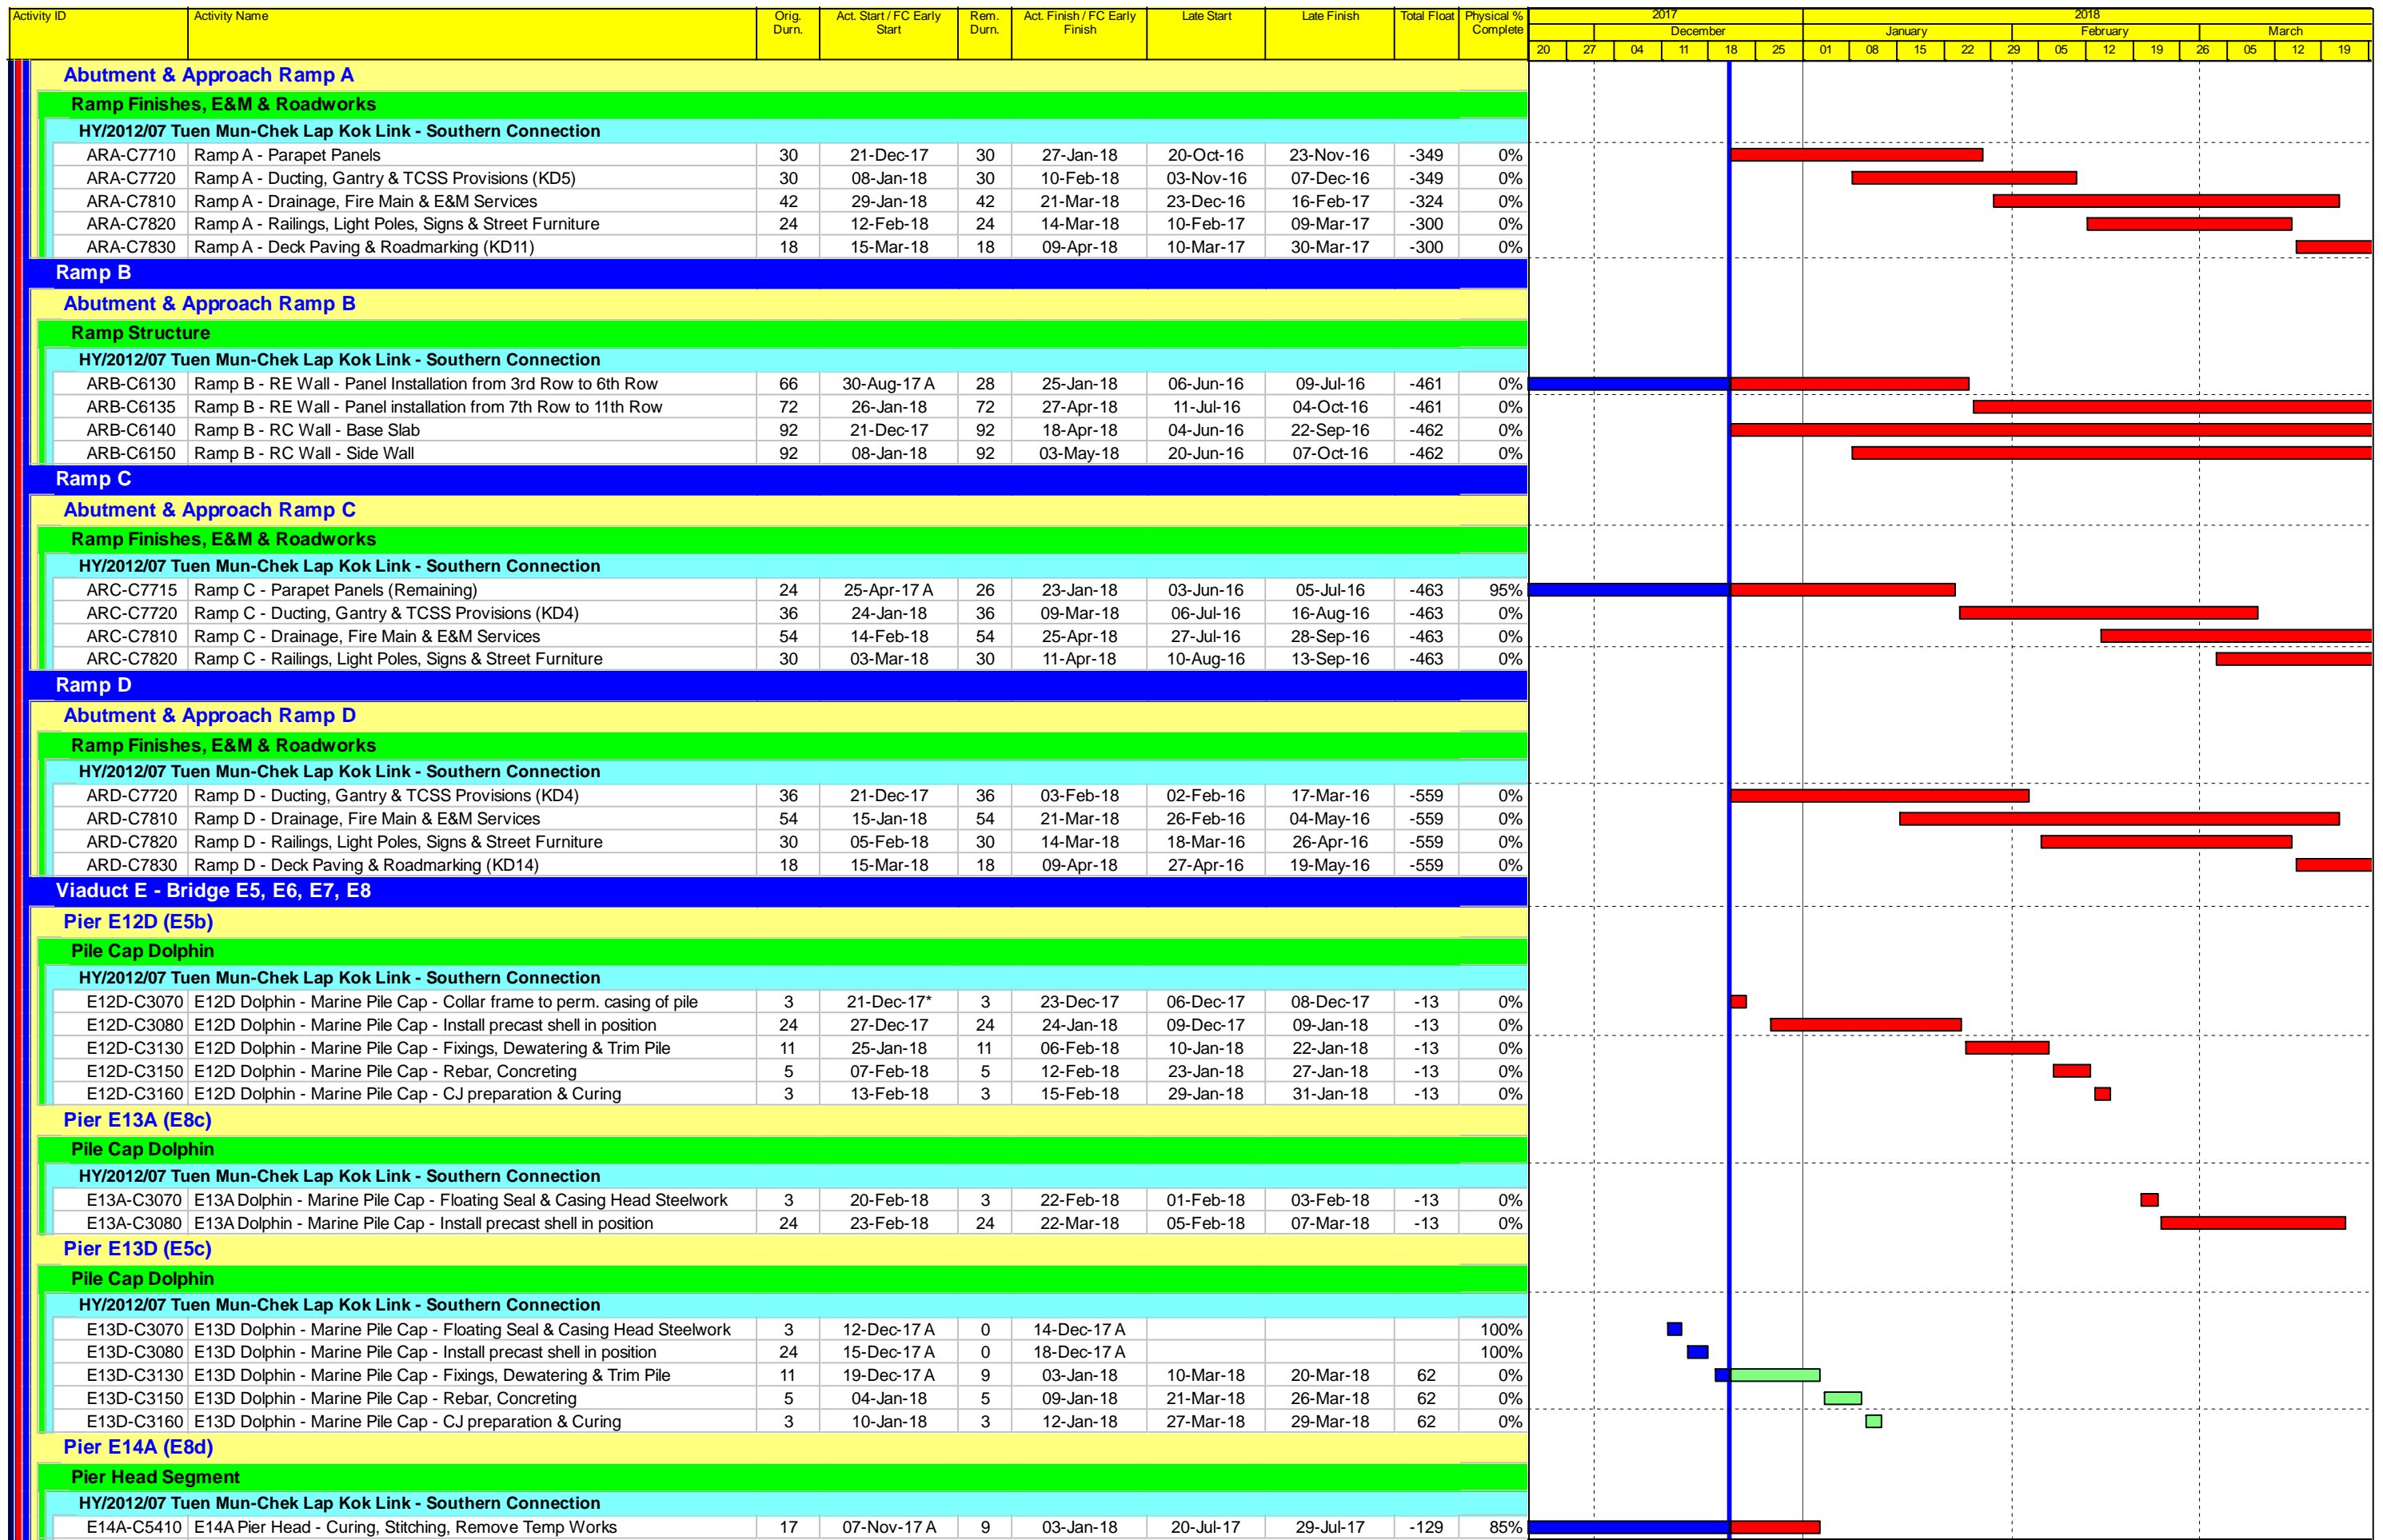 Activity ID Activity Name Orig. Durn. Act. Start / FC Early Start Rem. Durn. Act. Finish / FC Early Finish Late Start Late Finish Total Float Physical % Complete
2017 2018
December January February March
20 27 04 11 18 25 01 08 15 22 29 05 12 19 26 05 12 19
Abutment & Approach Ramp A
Ramp Finishes, E&M & Roadworks
HY/2012/07 Tuen Mun-Chek Lap Kok Link - Southern Connection
ARA-C7710 Ramp A - Parapet Panels 30 21-Dec-17 30 27-Jan-18 20-Oct-16 23-Nov-16 -349 0%
ARA-C7720 Ramp A - Ducting, Gantry & TCSS Provisions (KD5) 30 08-Jan-18 30 10-Feb-18 03-Nov-16 07-Dec-16 -349 0%
ARA-C7810 Ramp A - Drainage, Fire Main & E&M Services 42 29-Jan-18 42 21-Mar-18 23-Dec-16 16-Feb-17 -324 0%
ARA-C7820 Ramp A - Railings, Light Poles, Signs & Street Furniture 24 12-Feb-18 24 14-Mar-18 10-Feb-17 09-Mar-17 -300 0%
ARA-C7830 Ramp A - Deck Paving & Roadmarking (KD11) 18 15-Mar-18 18 09-Apr-18 10-Mar-17 30-Mar-17 -300 0%
Ramp B
Abutment & Approach Ramp B
Ramp Structure
HY/2012/07 Tuen Mun-Chek Lap Kok Link - Southern Connection
ARB-C6130 Ramp B - RE Wall - Panel Installation from 3rd Row to 6th Row 66 30-Aug-17 A 28 25-Jan-18 06-Jun-16 09-Jul-16 -461 0%
ARB-C6135 Ramp B - RE Wall - Panel installation from 7th Row to 11th Row 72 26-Jan-18 72 27-Apr-18 11-Jul-16 04-Oct-16 -461 0%
ARB-C6140 Ramp B - RC Wall - Base Slab 92 21-Dec-17 92 18-Apr-18 04-Jun-16 22-Sep-16 -462 0%
ARB-C6150 Ramp B - RC Wall - Side Wall 92 08-Jan-18 92 03-May-18 20-Jun-16 07-Oct-16 -462 0%
Ramp C
Abutment & Approach Ramp C
Ramp Finishes, E&M & Roadworks
HY/2012/07 Tuen Mun-Chek Lap Kok Link - Southern Connection
ARC-C7715 Ramp C - Parapet Panels (Remaining) 24 25-Apr-17 A 26 23-Jan-18 03-Jun-16 05-Jul-16 -463 95%
ARC-C7720 Ramp C - Ducting, Gantry & TCSS Provisions (KD4) 36 24-Jan-18 36 09-Mar-18 06-Jul-16 16-Aug-16 -463 0%
ARC-C7810 Ramp C - Drainage, Fire Main & E&M Services 54 14-Feb-18 54 25-Apr-18 27-Jul-16 28-Sep-16 -463 0%
ARC-C7820 Ramp C - Railings, Light Poles, Signs & Street Furniture 30 03-Mar-18 30 11-Apr-18 10-Aug-16 13-Sep-16 -463 0%
Ramp D
Abutment & Approach Ramp D
Ramp Finishes, E&M & Roadworks
HY/2012/07 Tuen Mun-Chek Lap Kok Link - Southern Connection
ARD-C7720 Ramp D - Ducting, Gantry & TCSS Provisions (KD4) 36 21-Dec-17 36 03-Feb-18 02-Feb-16 17-Mar-16 -559 0%
ARD-C7810 Ramp D - Drainage, Fire Main & E&M Services 54 15-Jan-18 54 21-Mar-18 26-Feb-16 04-May-16 -559 0%
ARD-C7820 Ramp D - Railings, Light Poles, Signs & Street Furniture 30 05-Feb-18 30 14-Mar-18 18-Mar-16 26-Apr-16 -559 0%
ARD-C7830 Ramp D - Deck Paving & Roadmarking (KD14) 18 15-Mar-18 18 09-Apr-18 27-Apr-16 19-May-16 -559 0%
Viaduct E - Bridge E5, E6, E7, E8
Pier E12D (E5b)
Pile Cap Dolphin
HY/2012/07 Tuen Mun-Chek Lap Kok Link - Southern Connection
E12D-C3070 E12D Dolphin - Marine Pile Cap - Collar frame to perm. casing of pile 3 21-Dec-17* 3 23-Dec-17 06-Dec-17 08-Dec-17 -13 0%
E12D-C3080 E12D Dolphin - Marine Pile Cap - Install precast shell in position 24 27-Dec-17 24 24-Jan-18 09-Dec-17 09-Jan-18 -13 0%
E12D-C3130 E12D Dolphin - Marine Pile Cap - Fixings, Dewatering & Trim Pile 11 25-Jan-18 11 06-Feb-18 10-Jan-18 22-Jan-18 -13 0%
E12D-C3150 E12D Dolphin - Marine Pile Cap - Rebar, Concreting 5 07-Feb-18 5 12-Feb-18 23-Jan-18 27-Jan-18 -13 0%
E12D-C3160 E12D Dolphin - Marine Pile Cap - CJ preparation & Curing 3 13-Feb-18 3 15-Feb-18 29-Jan-18 31-Jan-18 -13 0%
Pier E13A (E8c)
Pile Cap Dolphin
HY/2012/07 Tuen Mun-Chek Lap Kok Link - Southern Connection
E13A-C3070 E13A Dolphin - Marine Pile Cap - Floating Seal & Casing Head Steelwork 3 20-Feb-18 3 22-Feb-18 01-Feb-18 03-Feb-18 -13 0%
E13A-C3080 E13A Dolphin - Marine Pile Cap - Install precast shell in position 24 23-Feb-18 24 22-Mar-18 05-Feb-18 07-Mar-18 -13 0%
Pier E13D (E5c)
Pile Cap Dolphin
HY/2012/07 Tuen Mun-Chek Lap Kok Link - Southern Connection
E13D-C3070 E13D Dolphin - Marine Pile Cap - Floating Seal & Casing Head Steelwork 3 12-Dec-17 A 0 14-Dec-17 A 100%
E13D-C3080 E13D Dolphin - Marine Pile Cap - Install precast shell in position 24 15-Dec-17 A 0 18-Dec-17 A 100%
E13D-C3130 E13D Dolphin - Marine Pile Cap - Fixings, Dewatering & Trim Pile 11 19-Dec-17 A 9 03-Jan-18 10-Mar-18 20-Mar-18 62 0%
E13D-C3150 E13D Dolphin - Marine Pile Cap - Rebar, Concreting 5 04-Jan-18 5 09-Jan-18 21-Mar-18 26-Mar-18 62 0%
E13D-C3160 E13D Dolphin - Marine Pile Cap - CJ preparation & Curing 3 10-Jan-18 3 12-Jan-18 27-Mar-18 29-Mar-18 62 0%
Pier E14A (E8d)
Pier Head Segment
HY/2012/07 Tuen Mun-Chek Lap Kok Link - Southern Connection
E14A-C5410 E14A Pier Head - Curing, Stitching, Remove Temp Works 17 07-Nov-17 A 9 03-Jan-18 20-Jul-17 29-Jul-17 -129 85%